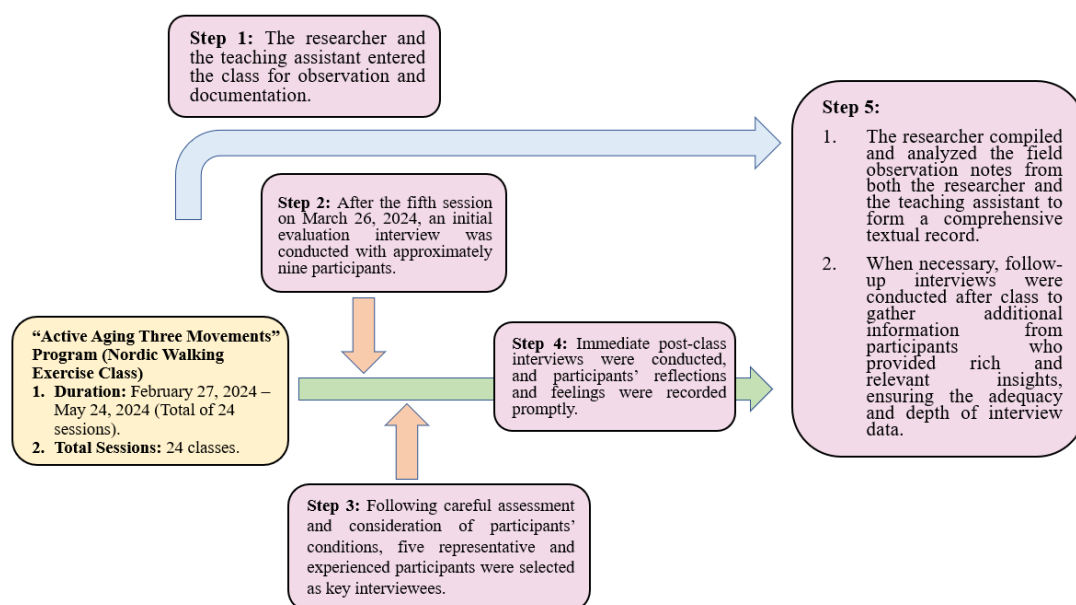 Step 1: The researcher and
the teaching assistant entered
the class for observation and
documentation.
Step 2: After the fifth session
on March 26, 2024, an initial
evaluation interview was
conducted with approximately
nine participants.
“Active Aging Three Movements”
Program (Nordic Walking
Exercise Class)
1. Duration: February 27, 2024 –
May 24, 2024 (Total of 24
sessions).
2. Total Sessions: 24 classes.
Step 3: Following careful assessment
and consideration of participants’
conditions, five representative and
experienced participants were selected
as key interviewees.
Step 4: Immediate post-class
interviews were conducted,
and participants’ reflections
and feelings were recorded
promptly.
Step 5:
1. The researcher compiled
and analyzed the field
observation notes from
both the researcher and
the teaching assistant to
form a comprehensive
textual record.
2. When necessary, follow-
up interviews were
conducted after class to
gather additional
information from
participants who
provided rich and
relevant insights,
ensuring the adequacy
and depth of interview
data.